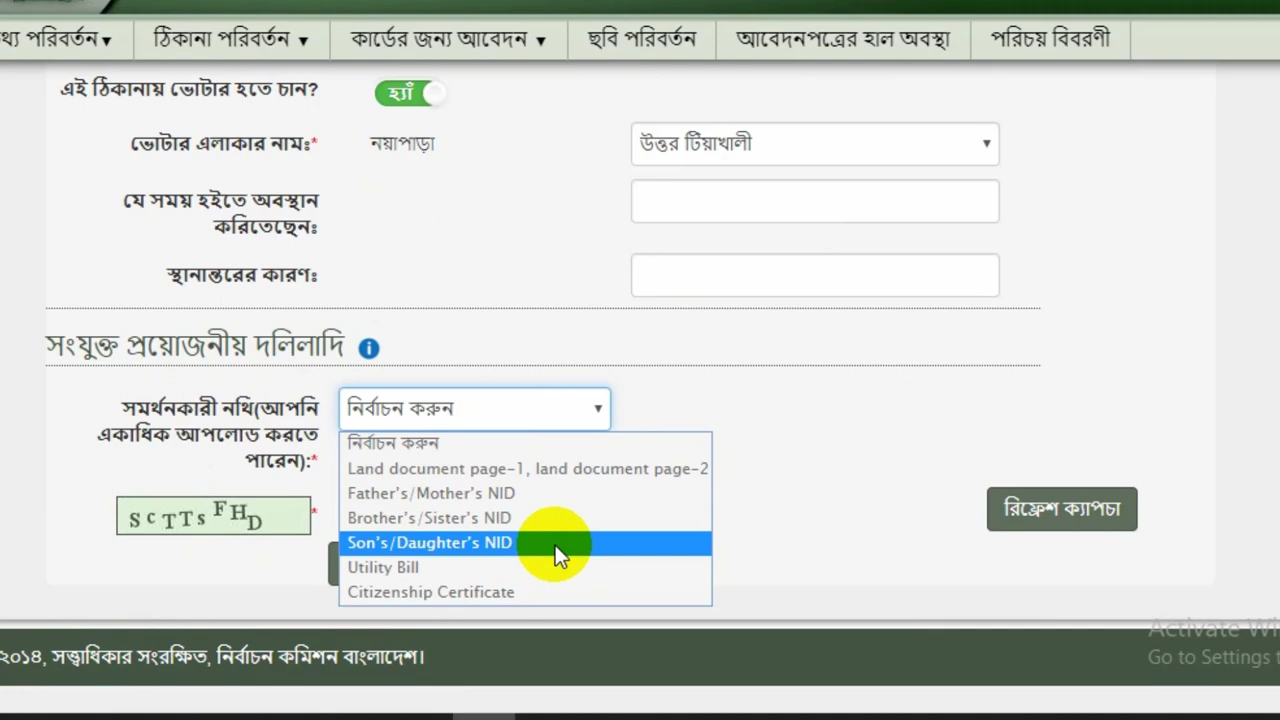 পরিবর্তন▾ ঠিকানা পরিবর্তন ▾ কার্ডের জন্য আবেদন ▾ ছবি পরিবর্তন আবেদনপত্রের হাল অবস্থা পরিচয় বিবরণী
এই ঠিকানায় ভোটার হতে চান? হ্যাঁ
ভোটার এলাকার নামঃ* নয়াপাড়া উত্তর টিয়াখালী
যে সময় হইতে অবস্থান
করিতেছেনঃ
স্থানান্তরের কারণঃ
সংযুক্ত প্রয়োজনীয় দলিলাদি i
সমর্থনকারী নথি(আপনি
একাধিক আপলোড করতে
পারেন):*
নির্বাচন করুন
নির্বাচন করুন
Land document page-1, land document page-2
Father's/Mother's NID
Brother's/Sister's NID
Son's/Daughter's NID
Utility Bill
Citizenship Certificate
ScTTsFHD *
রিফ্রেশ ক্যাপচা
Activate
Go to Settings
২০১৪, সত্ত্বাধিকার সংরক্ষিত, নির্বাচন কমিশন বাংলাদেশ।